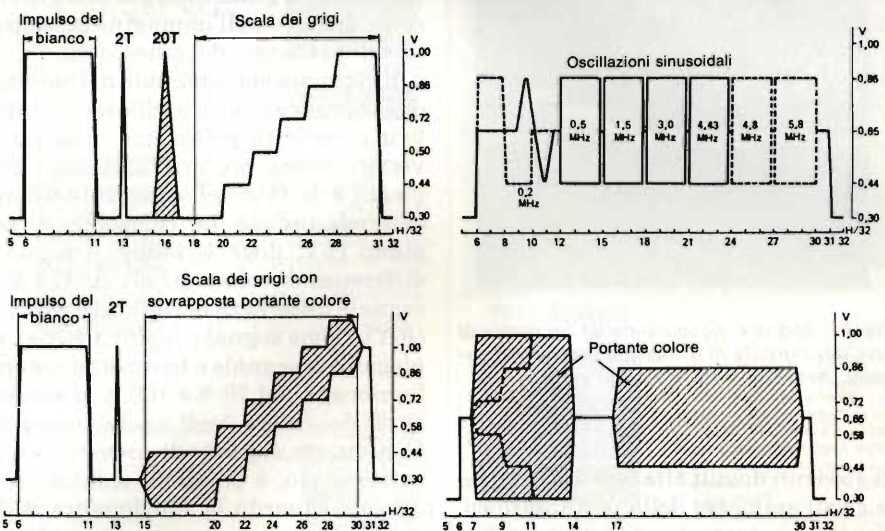 Impulso del
bianco 2T 20T Scala dei grigi
V
1,00
0,86
0,72
0,58
0,44
0,30
H/32
5 6 11 13 16 18 20 22 24 26 28 31 32
V
1,00
Oscillazioni sinusoidali
0,86
0,5 MHz
1,5 MHz
3,0 MHz
4,43 MHz
4,8 MHz
5,8 MHz
0,65
0,44
0,2 MHz
0,30
H/32
6 8 10 12 15 18 21 24 27 30 31 32
Scala dei grigi con
sovrapposta portante colore
Impulso del
bianco 2T
V
1,00
0,86
0,72
0,58
0,44
0,30
H/32
5 6 11 13 15 20 22 24 26 28 30 31 32
V
1,00
Portante colore
0,86
0,72
0,65
0,58
0,44
0,30
H/32
5 6 7 9 11 14 17 30 31 32